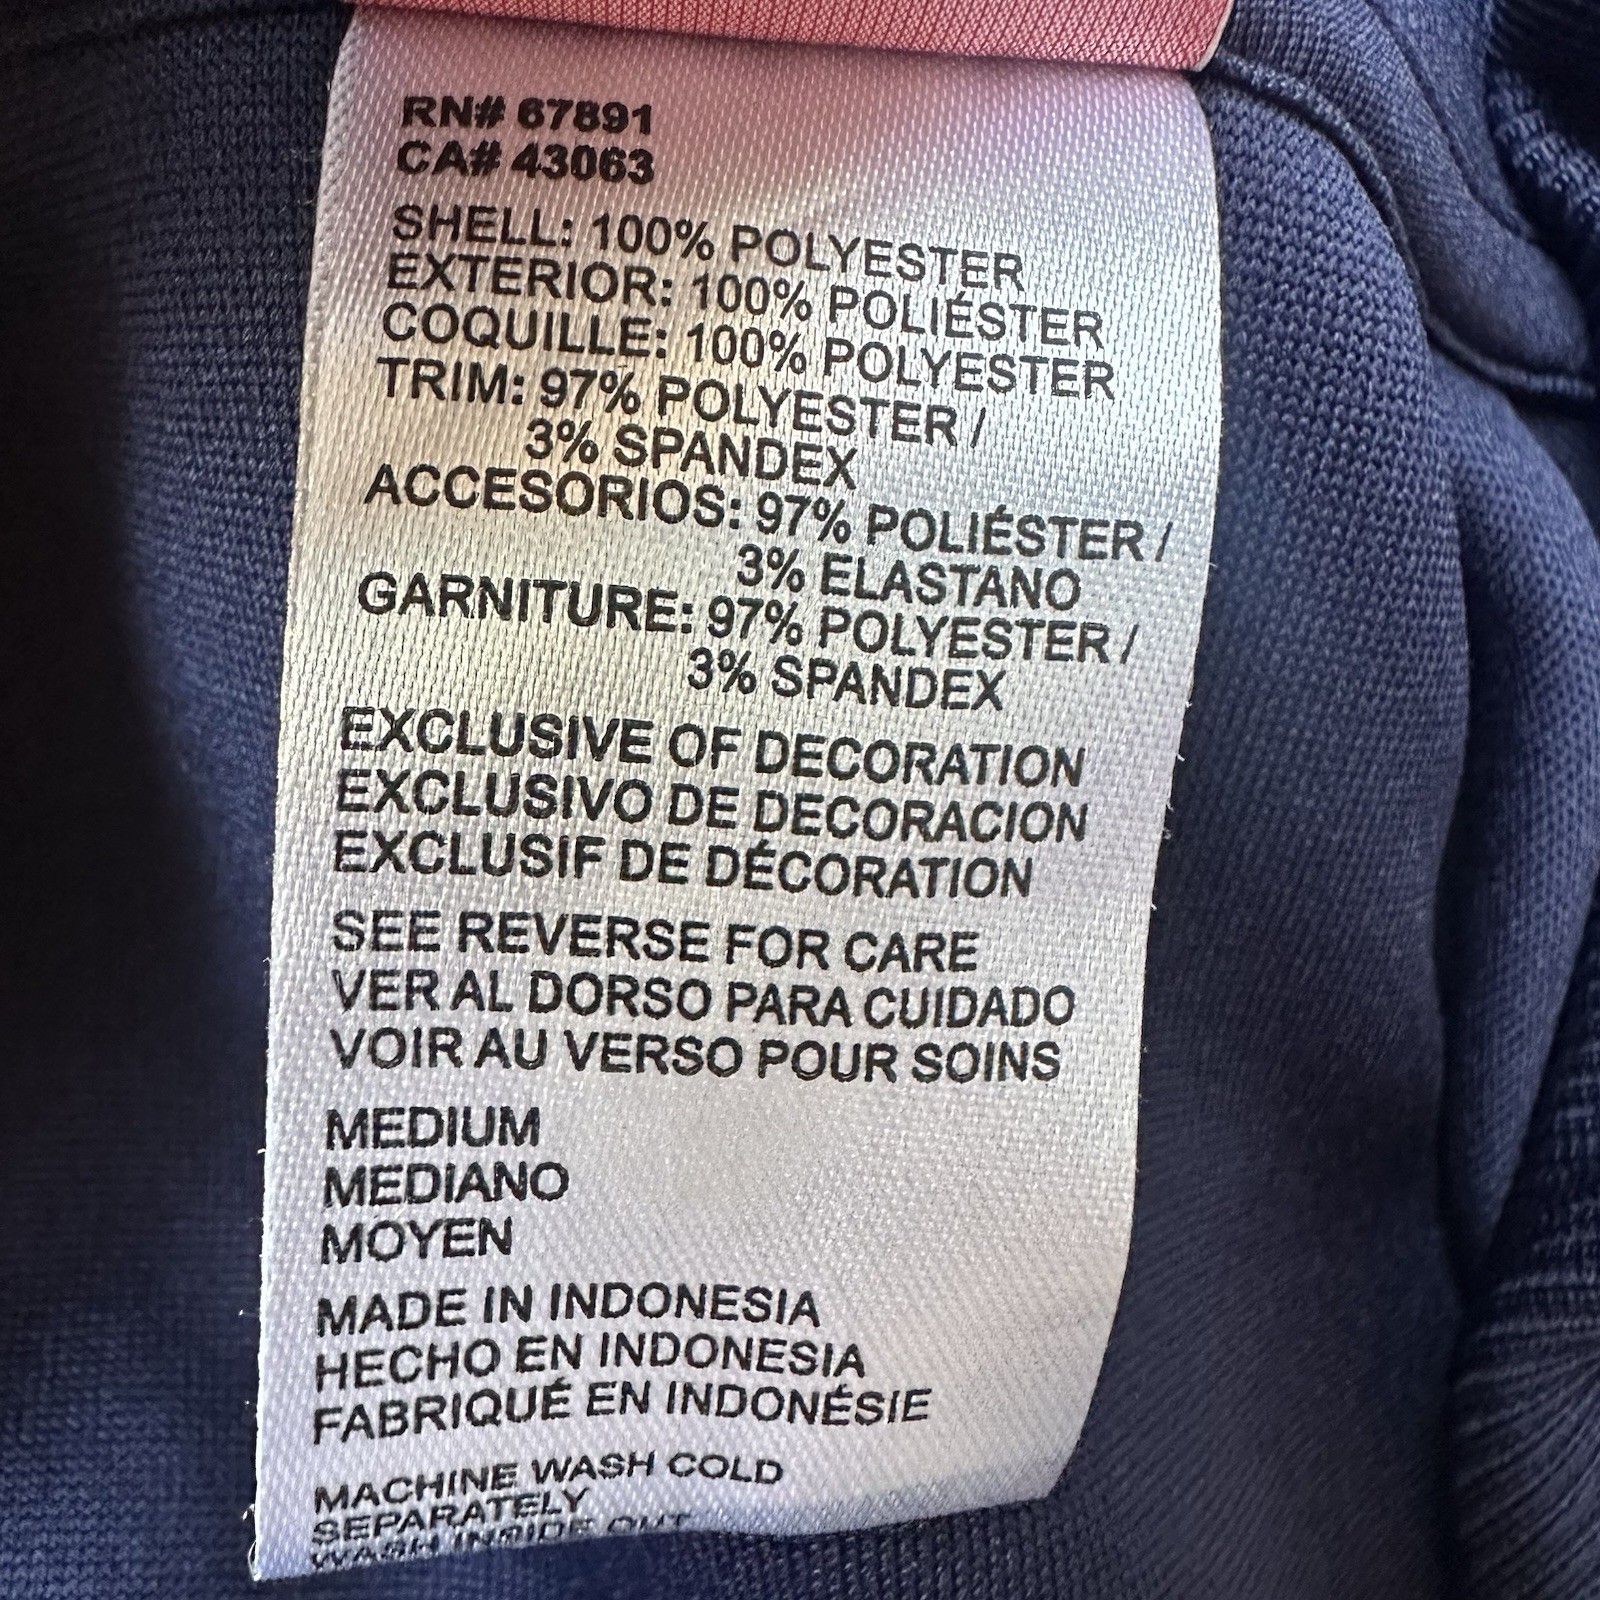 RN# 67891
CA# 43063
SHELL: 100% POLYESTER
EXTERIOR: 100% POLIÉSTER
COQUILLE: 100% POLYESTER
TRIM: 97% POLYESTER /
3% SPANDEX
ACCESORIOS: 97% POLIÉSTER /
3% ELASTANO
GARNITURE: 97% POLYESTER /
3% SPANDEX
EXCLUSIVE OF DECORATION
EXCLUSIVO DE DECORACION
EXCLUSIF DE DÉCORATION
SEE REVERSE FOR CARE
VER AL DORSO PARA CUIDADO
VOIR AU VERSO POUR SOINS
MEDIUM
MEDIANO
MOYEN
MADE IN INDONESIA
HECHO EN INDONESIA
FABRIQUÉ EN INDONÉSIE
MACHINE WASH COLD
SEPARATELY
WASH INSIDE OUT